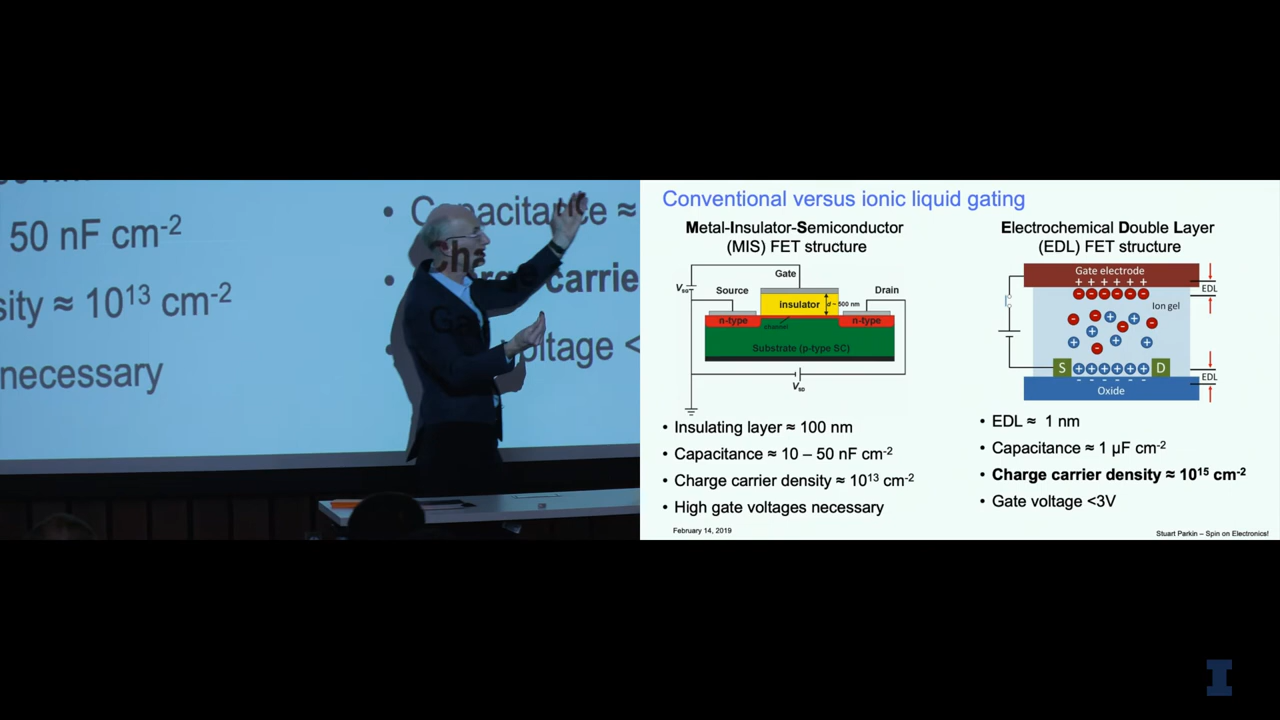 50 nF cm-2
sity ≈ 10¹³ cm-2
necessary
• Capacitance ≈
• Charge carrie
oltage <
Conventional versus ionic liquid gating
Metal-Insulator-Semiconductor
(MIS) FET structure
Gate
Source
Drain
insulator
d ~ 500 nm
n-type
channel
n-type
Substrate (p-type SC)
VSD
• Insulating layer ≈ 100 nm
• Capacitance ≈ 10 – 50 nF cm-2
• Charge carrier density ≈ 10¹³ cm-2
• High gate voltages necessary
February 14, 2019
Electrochemical Double Layer
(EDL) FET structure
Gate electrode
EDL
Ion gel
S
D
EDL
Oxide
• EDL ≈ 1 nm
• Capacitance ≈ 1 µF cm-2
• Charge carrier density ≈ 10¹⁵ cm-2
• Gate voltage <3V
Stuart Parkin – Spin on Electronics!
I